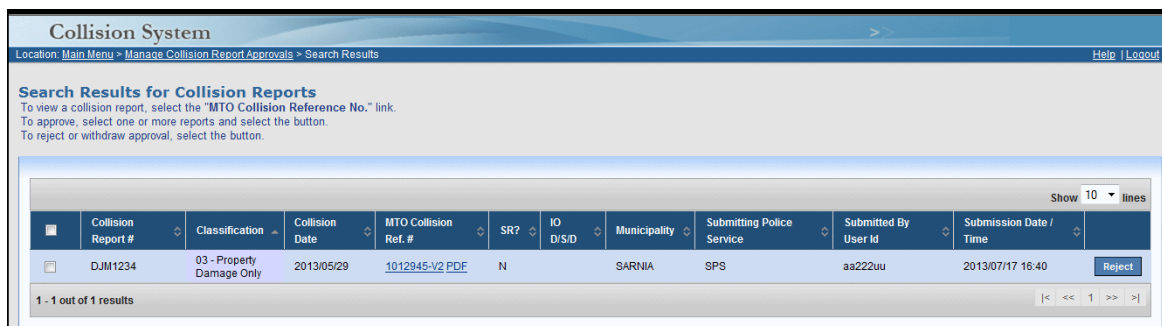 Collision System
>>
Location: Main Menu > Manage Collision Report Approvals > Search Results
Help | Logout
Search Results for Collision Reports
To view a collision report, select the "MTO Collision Reference No." link.
To approve, select one or more reports and select the button.
To reject or withdraw approval, select the button.
Show 10 lines
Collision Report # Classification Collision Date MTO Collision Ref. # SR? IO D/S/D Municipality Submitting Police Service Submitted By User Id Submission Date / Time
DJM1234 03 - Property Damage Only 2013/05/29 1012945-V2 PDF N SARNIA SPS aa222uu 2013/07/17 16:40 Reject
1 - 1 out of 1 results |< << 1 >> >|